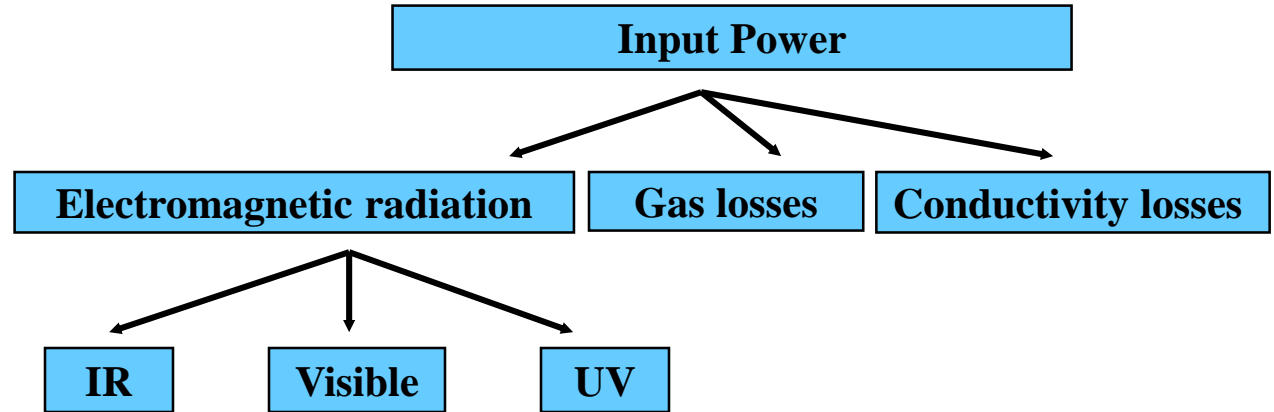 Input Power
Electromagnetic radiation
Gas losses
Conductivity losses
IR
Visible
UV